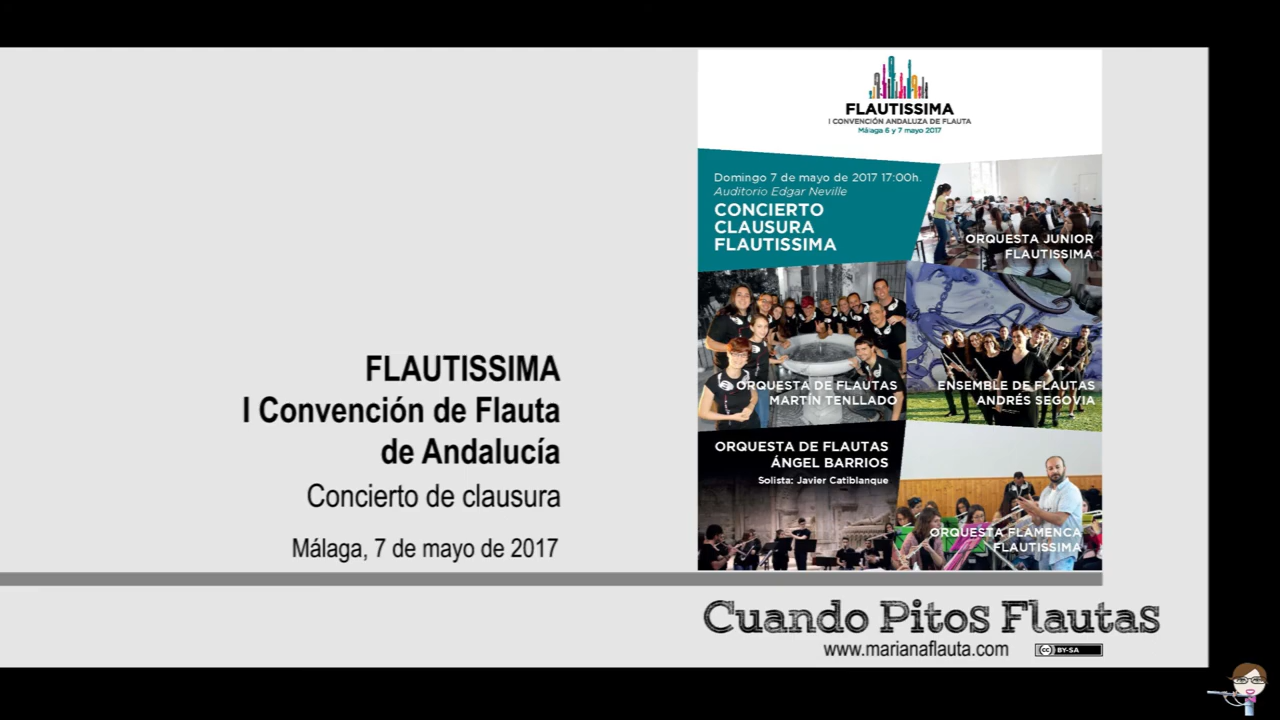 FLAUTISSIMA
I Convención de Flauta
de Andalucía
Concierto de clausura
Málaga, 7 de mayo de 2017
FLAUTISSIMA
I CONVENCIÓN ANDALUZA DE FLAUTA
Málaga 6 y 7 mayo 2017
Domingo 7 de mayo de 2017 17:00h.
Auditorio Edgar Neville
CONCIERTO
CLAUSURA
FLAUTISSIMA
ORQUESTA JUNIOR
FLAUTISSIMA
ORQUESTA DE FLAUTAS
MARTÍN TENLLADO
ENSEMBLE DE FLAUTAS
ANDRÉS SEGOVIA
ORQUESTA DE FLAUTAS
ÁNGEL BARRIOS
Solista: Javier Catiblanque
ORQUESTA FLAMENCA
FLAUTISSIMA
Cuando Pitos Flautas
www.marianaflauta.com
cc BY-SA